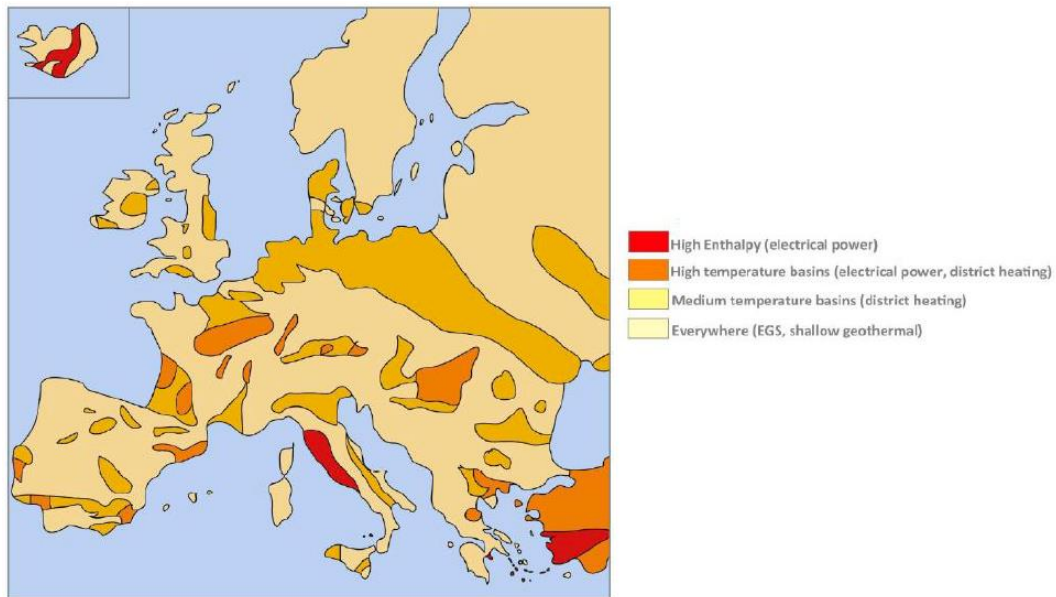 High Enthalpy (electrical power)
High temperature basins (electrical power, district heating)
Medium temperature basins (district heating)
Everywhere (EGS, shallow geothermal)